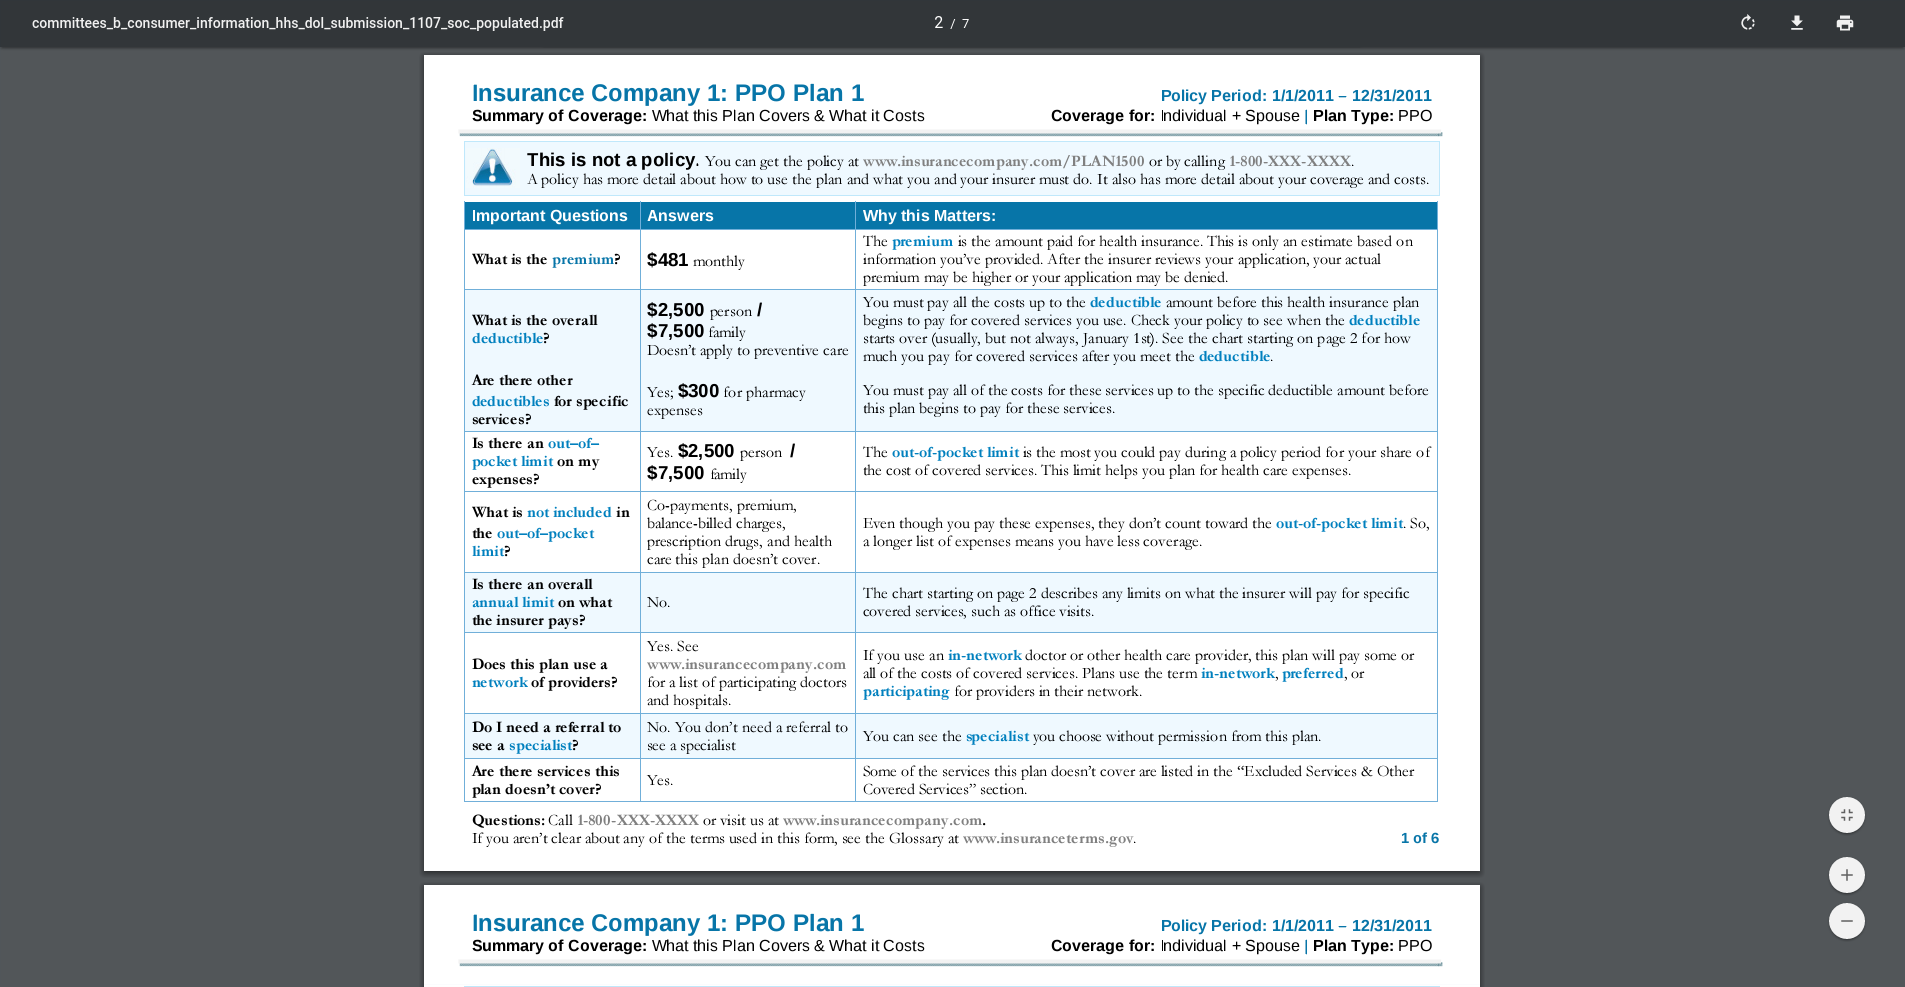 committees_b_consumer_information_hhs_dol_submission_1107_soc_populated.pdf
2 / 7
Insurance Company 1: PPO Plan 1
Policy Period: 1/1/2011 – 12/31/2011
Summary of Coverage: What this Plan Covers & What it Costs
Coverage for: Individual + Spouse | Plan Type: PPO
This is not a policy. You can get the policy at www.insurancecompany.com/PLAN1500 or by calling 1-800-XXX-XXXX.
A policy has more detail about how to use the plan and what you and your insurer must do. It also has more detail about your coverage and costs.
Important Questions
Answers
Why this Matters:
What is the premium?
$481 monthly
The premium is the amount paid for health insurance. This is only an estimate based on
information you’ve provided. After the insurer reviews your application, your actual
premium may be higher or your application may be denied.
What is the overall
deductible?
$2,500 person /
$7,500 family
Doesn’t apply to preventive care
You must pay all the costs up to the deductible amount before this health insurance plan
begins to pay for covered services you use. Check your policy to see when the deductible
starts over (usually, but not always, January 1st). See the chart starting on page 2 for how
much you pay for covered services after you meet the deductible.
Are there other
deductibles for specific
services?
Yes; $300 for pharmacy
expenses
You must pay all of the costs for these services up to the specific deductible amount before
this plan begins to pay for these services.
Is there an out–of–
pocket limit on my
expenses?
Yes. $2,500 person /
$7,500 family
The out-of-pocket limit is the most you could pay during a policy period for your share of
the cost of covered services. This limit helps you plan for health care expenses.
What is not included in
the out–of–pocket
limit?
Co-payments, premium,
balance-billed charges,
prescription drugs, and health
care this plan doesn’t cover.
Even though you pay these expenses, they don’t count toward the out-of-pocket limit. So,
a longer list of expenses means you have less coverage.
Is there an overall
annual limit on what
the insurer pays?
No.
The chart starting on page 2 describes any limits on what the insurer will pay for specific
covered services, such as office visits.
Does this plan use a
network of providers?
Yes. See
www.insurancecompany.com
for a list of participating doctors
and hospitals.
If you use an in-network doctor or other health care provider, this plan will pay some or
all of the costs of covered services. Plans use the term in-network, preferred, or
participating for providers in their network.
Do I need a referral to
see a specialist?
No. You don’t need a referral to
see a specialist
You can see the specialist you choose without permission from this plan.
Are there services this
plan doesn’t cover?
Yes.
Some of the services this plan doesn’t cover are listed in the “Excluded Services & Other
Covered Services” section.
Questions: Call 1-800-XXX-XXXX or visit us at www.insurancecompany.com.
If you aren’t clear about any of the terms used in this form, see the Glossary at www.insuranceterms.gov.
1 of 6
Insurance Company 1: PPO Plan 1
Policy Period: 1/1/2011 – 12/31/2011
Summary of Coverage: What this Plan Covers & What it Costs
Coverage for: Individual + Spouse | Plan Type: PPO